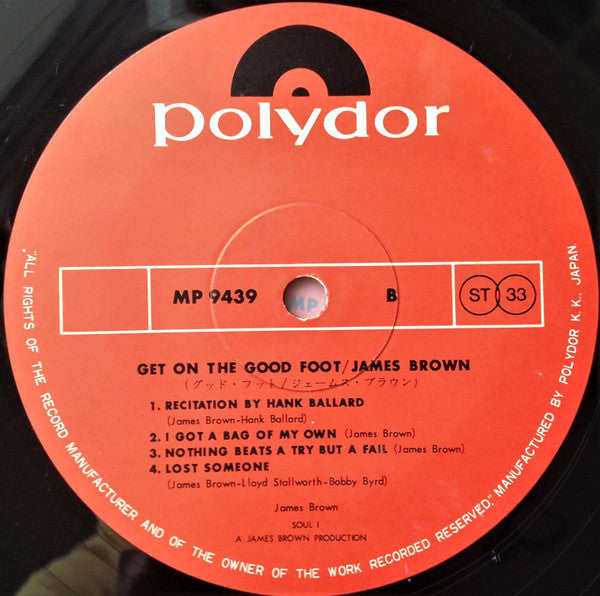 polydor
MP 9439 MP B ST 33
GET ON THE GOOD FOOT/JAMES BROWN
(グッド・フット/ジェームス・ブラウン)
1. RECITATION BY HANK BALLARD
(James Brown-Hank Ballard)
2. I GOT A BAG OF MY OWN (James Brown)
3. NOTHING BEATS A TRY BUT A FAIL (James Brown)
4. LOST SOMEONE
(James Brown-Lloyd Stallworth-Bobby Byrd)
James Brown
SOUL I
A JAMES BROWN PRODUCTION
"ALL RIGHTS OF THE RECORD MANUFACTURER AND OF THE OWNER OF THE WORK RECORDED RESERVED," MANUFACTURED BY POLYDOR K.K., JAPAN